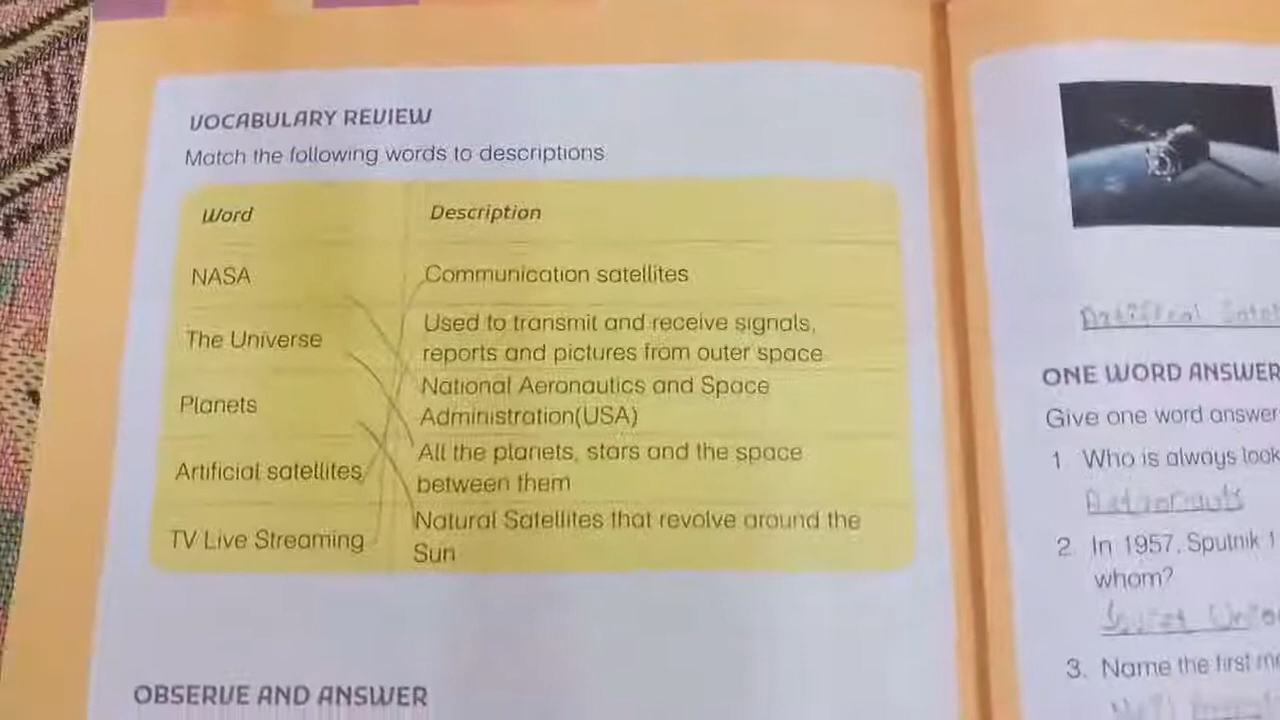 VOCABULARY REVIEW
Match the following words to descriptions
Word Description
NASA Communication satellites
The Universe Used to transmit and receive signals,
reports and pictures from outer space
Planets National Aeronautics and Space
Administration(USA)
Artificial satellites All the planets, stars and the space
between them
TV Live Streaming Natural Satellites that revolve around the
Sun
OBSERVE AND ANSWER
ONE WORD ANSWER
Give one word answer
1 Who is always look
2. In 1957, Sputnik 1
whom?
3. Name the first